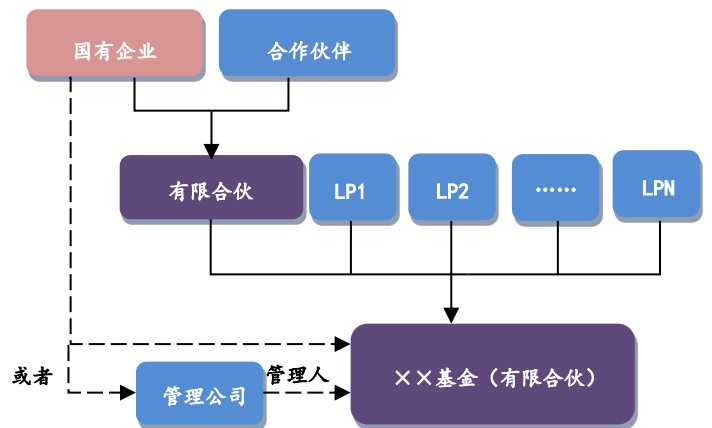 国有企业
合作伙伴
有限合伙
LP1
LP2
……
LPN
或者
管理公司
管理人
××基金（有限合伙）